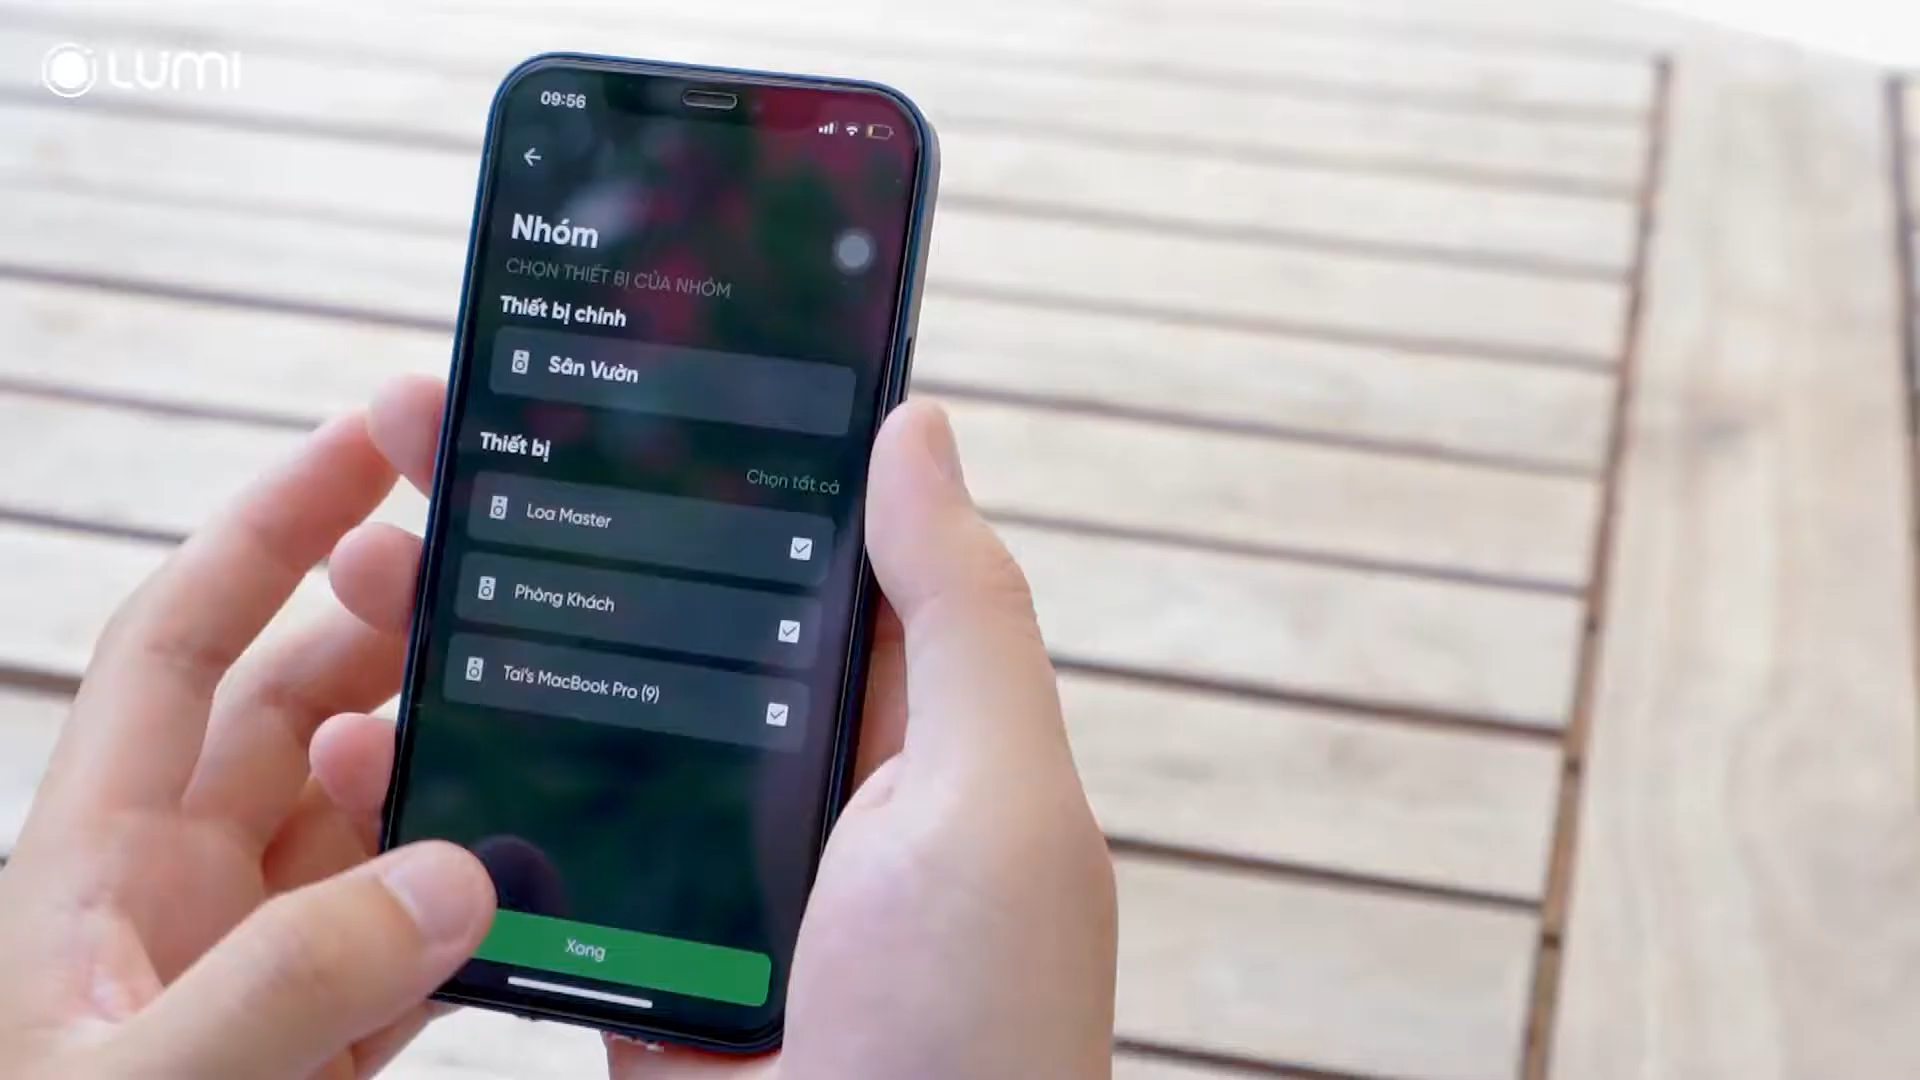 LUMI
09:56
Nhóm
CHỌN THIẾT BỊ CỦA NHÓM
Thiết bị chính
Sân Vườn
Thiết bị
Chọn tất cả
Loa Master
Phòng Khách
Tai's MacBook Pro (9)
Xong